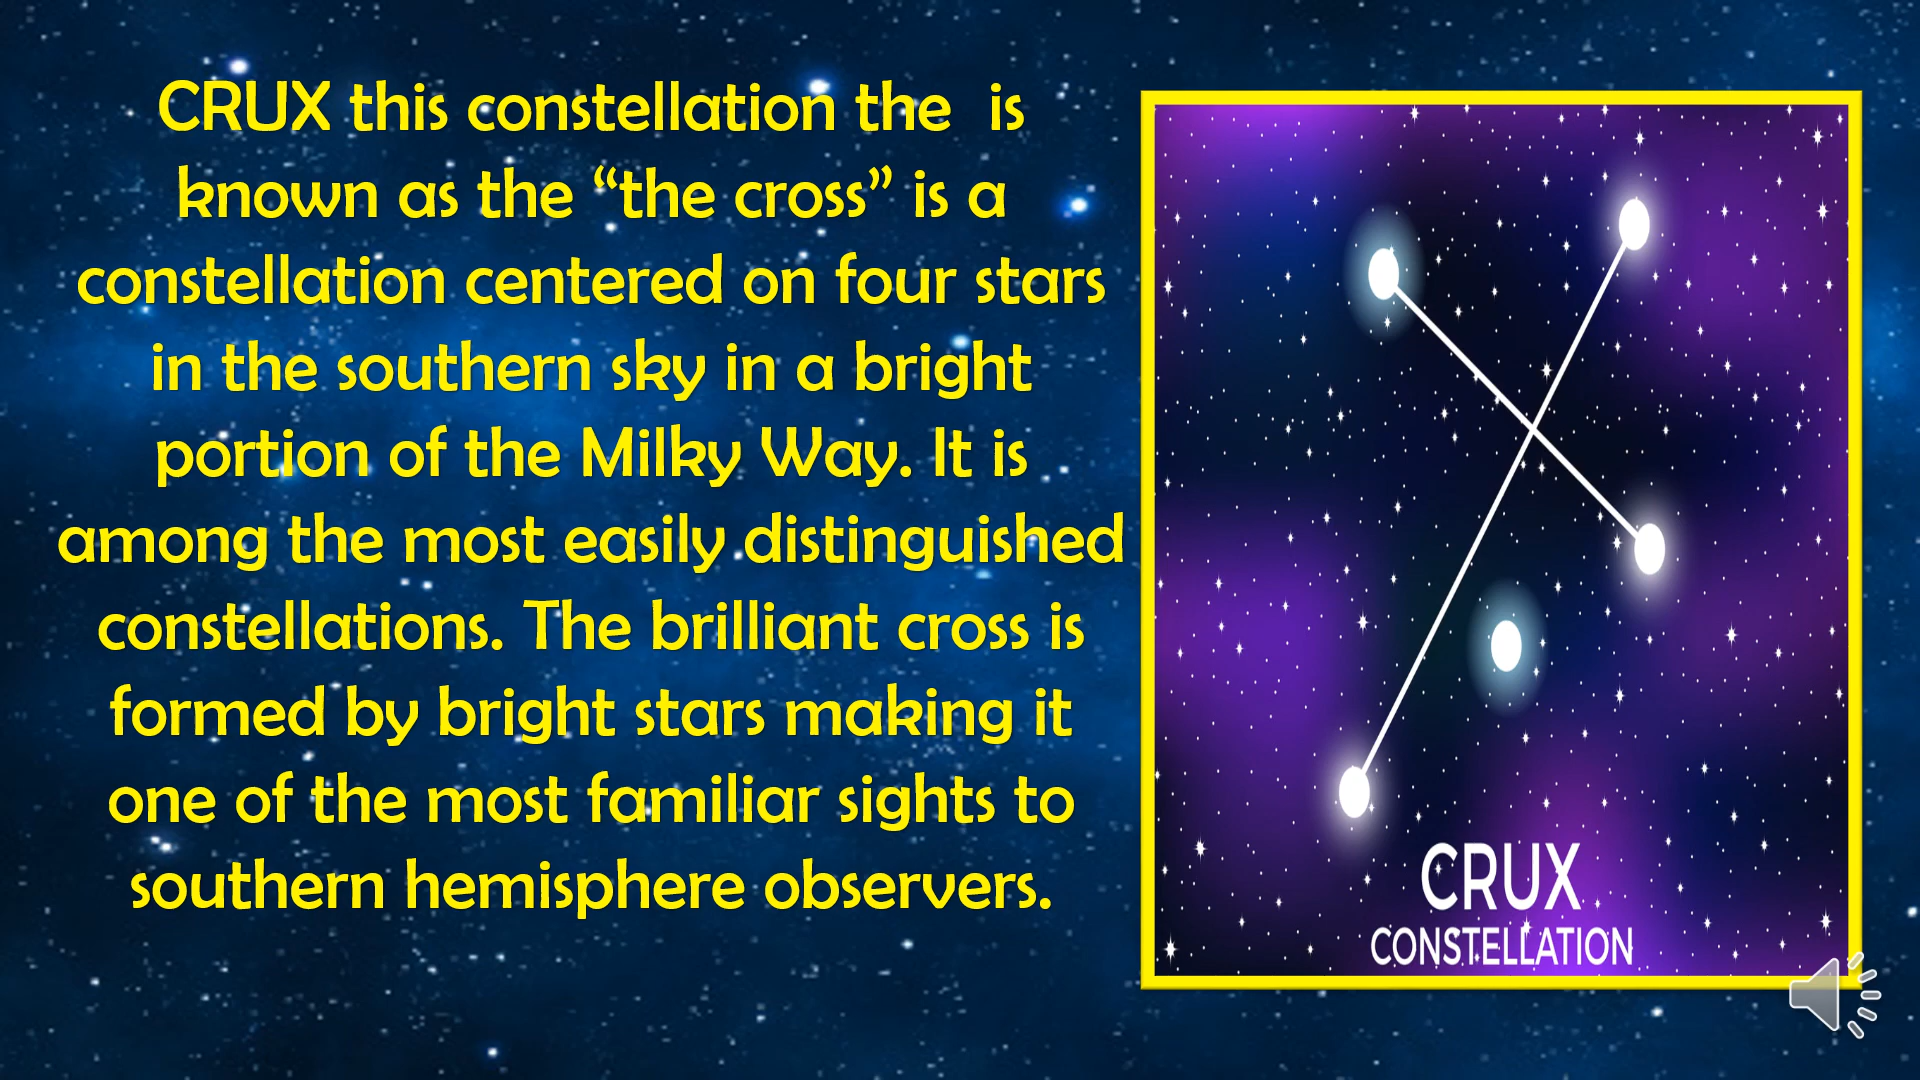 CRUX this constellation the  is
known as the “the cross” is a
constellation centered on four stars
in the southern sky in a bright
portion of the Milky Way. It is
among the most easily distinguished
constellations. The brilliant cross is
formed by bright stars making it
one of the most familiar sights to
southern hemisphere observers.
CRUX
CONSTELLATION